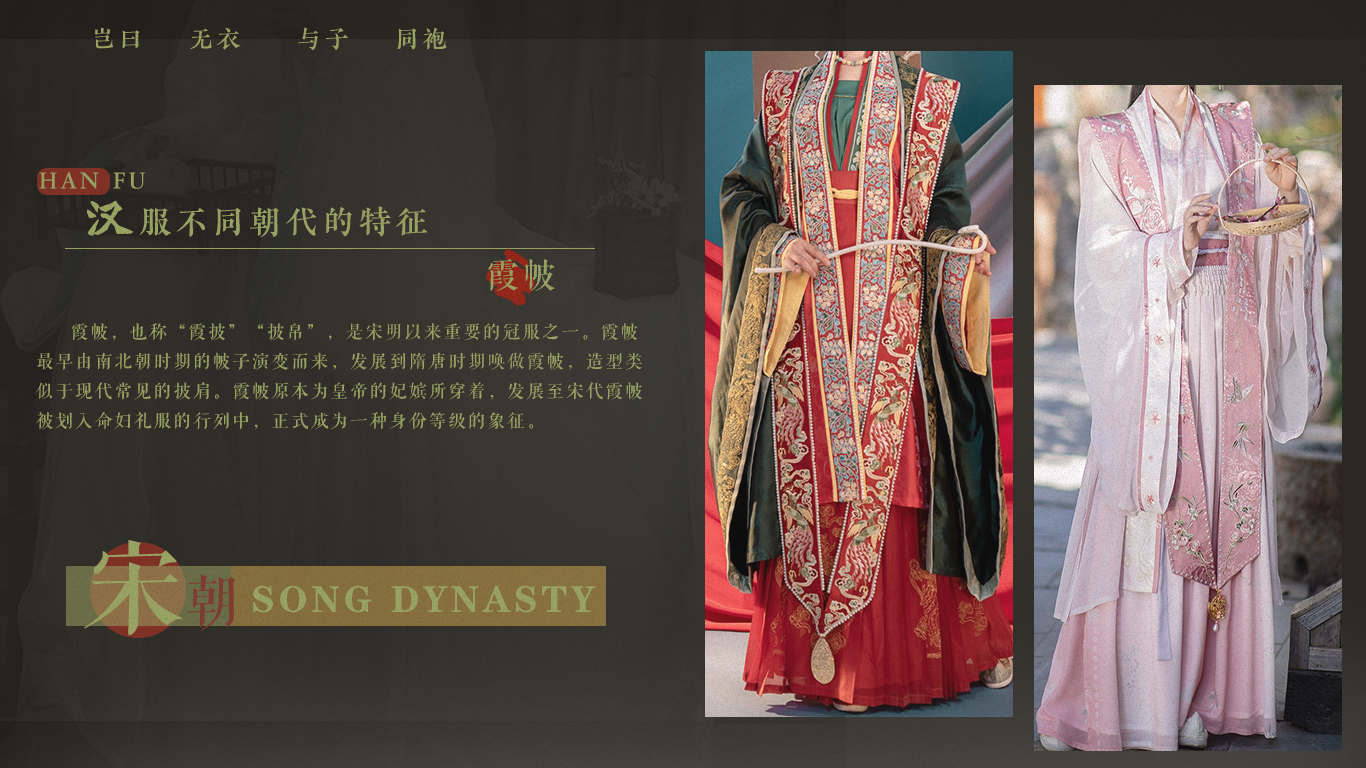 岂曰 无衣 与子 同袍
HAN FU
汉服不同朝代的特征
霞帔
霞帔，也称“霞披”“披帛”，是宋明以来重要的冠服之一。霞帔
最早由南北朝时期的帔子演变而来，发展到隋唐时期唤做霞帔，造型类
似于现代常见的披肩。霞帔原本为皇帝的妃嫔所穿着，发展至宋代霞帔
被划入命妇礼服的行列中，正式成为一种身份等级的象征。
宋朝 SONG DYNASTY